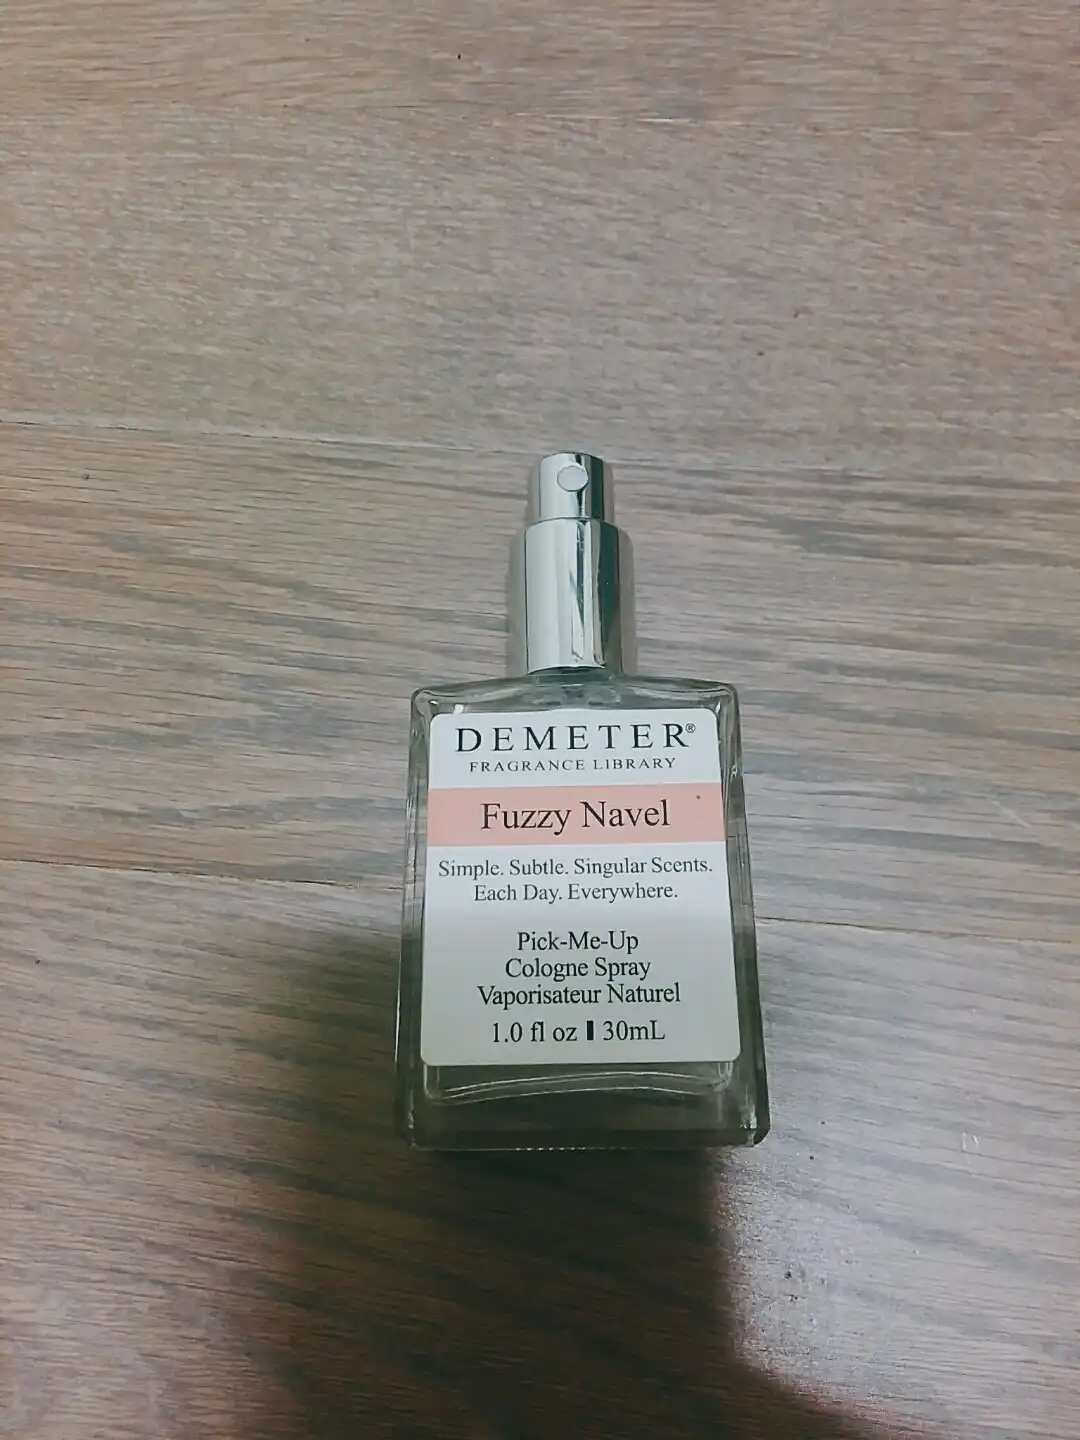 DEMETER®
FRAGRANCE LIBRARY
Fuzzy Navel
Simple. Subtle. Singular Scents.
Each Day. Everywhere.
Pick-Me-Up
Cologne Spray
Vaporisateur Naturel
1.0 fl oz ▌ 30mL